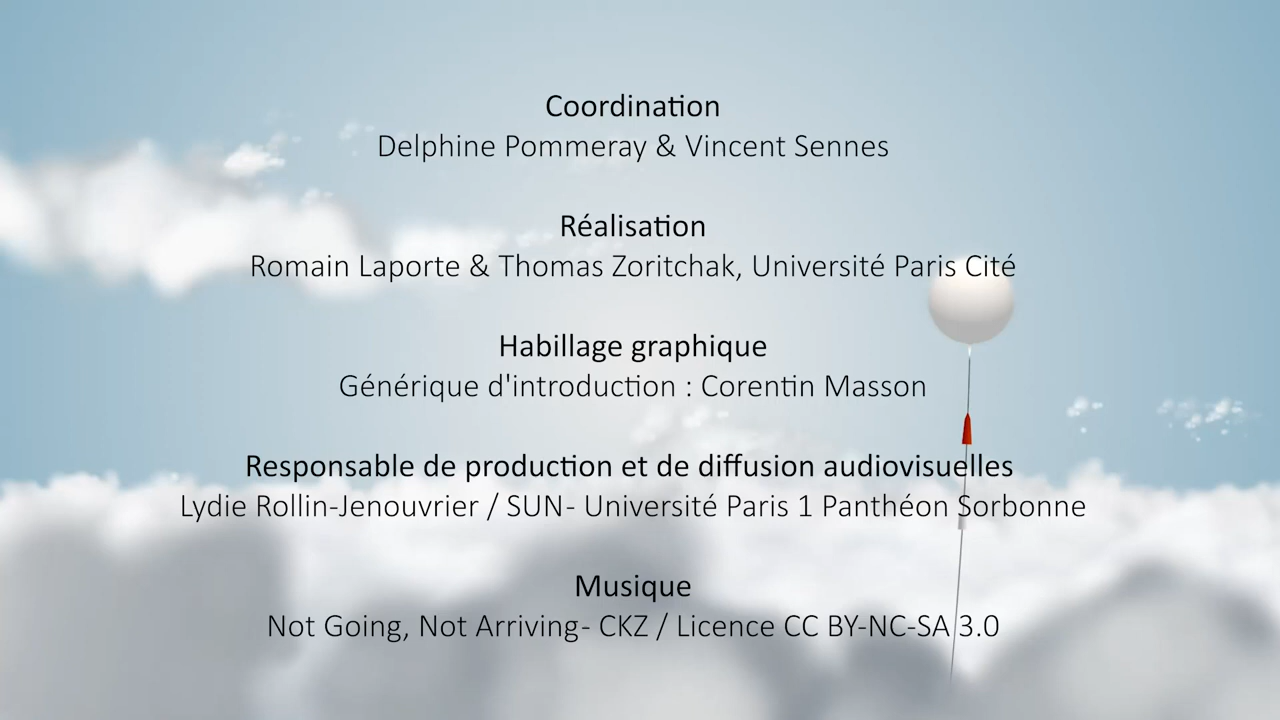 Coordination
Delphine Pommeray & Vincent Sennes
Réalisation
Romain Laporte & Thomas Zoritchak, Université Paris Cité
Habillage graphique
Générique d'introduction : Corentin Masson
Responsable de production et de diffusion audiovisuelles
Lydie Rollin-Jenouvrier / SUN- Université Paris 1 Panthéon Sorbonne
Musique
Not Going, Not Arriving- CKZ / Licence CC BY-NC-SA 3.0